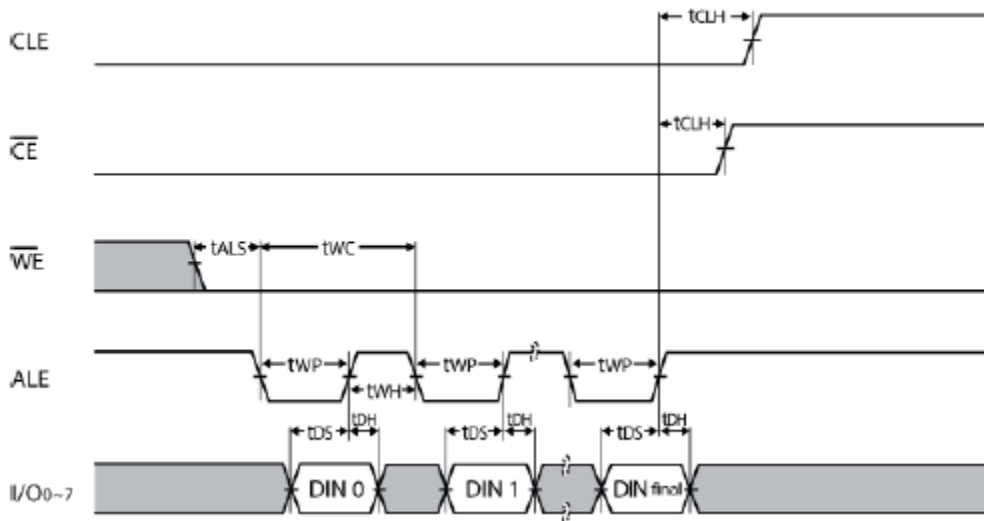 CLE
tCLH
CE
tCLH
WE
tALS
tWC
ALE
tWP
tWH
tWP
tWP
tDS
tDH
tDS
tDH
tDS
tDH
I/O0~7
DIN 0
DIN 1
DIN final